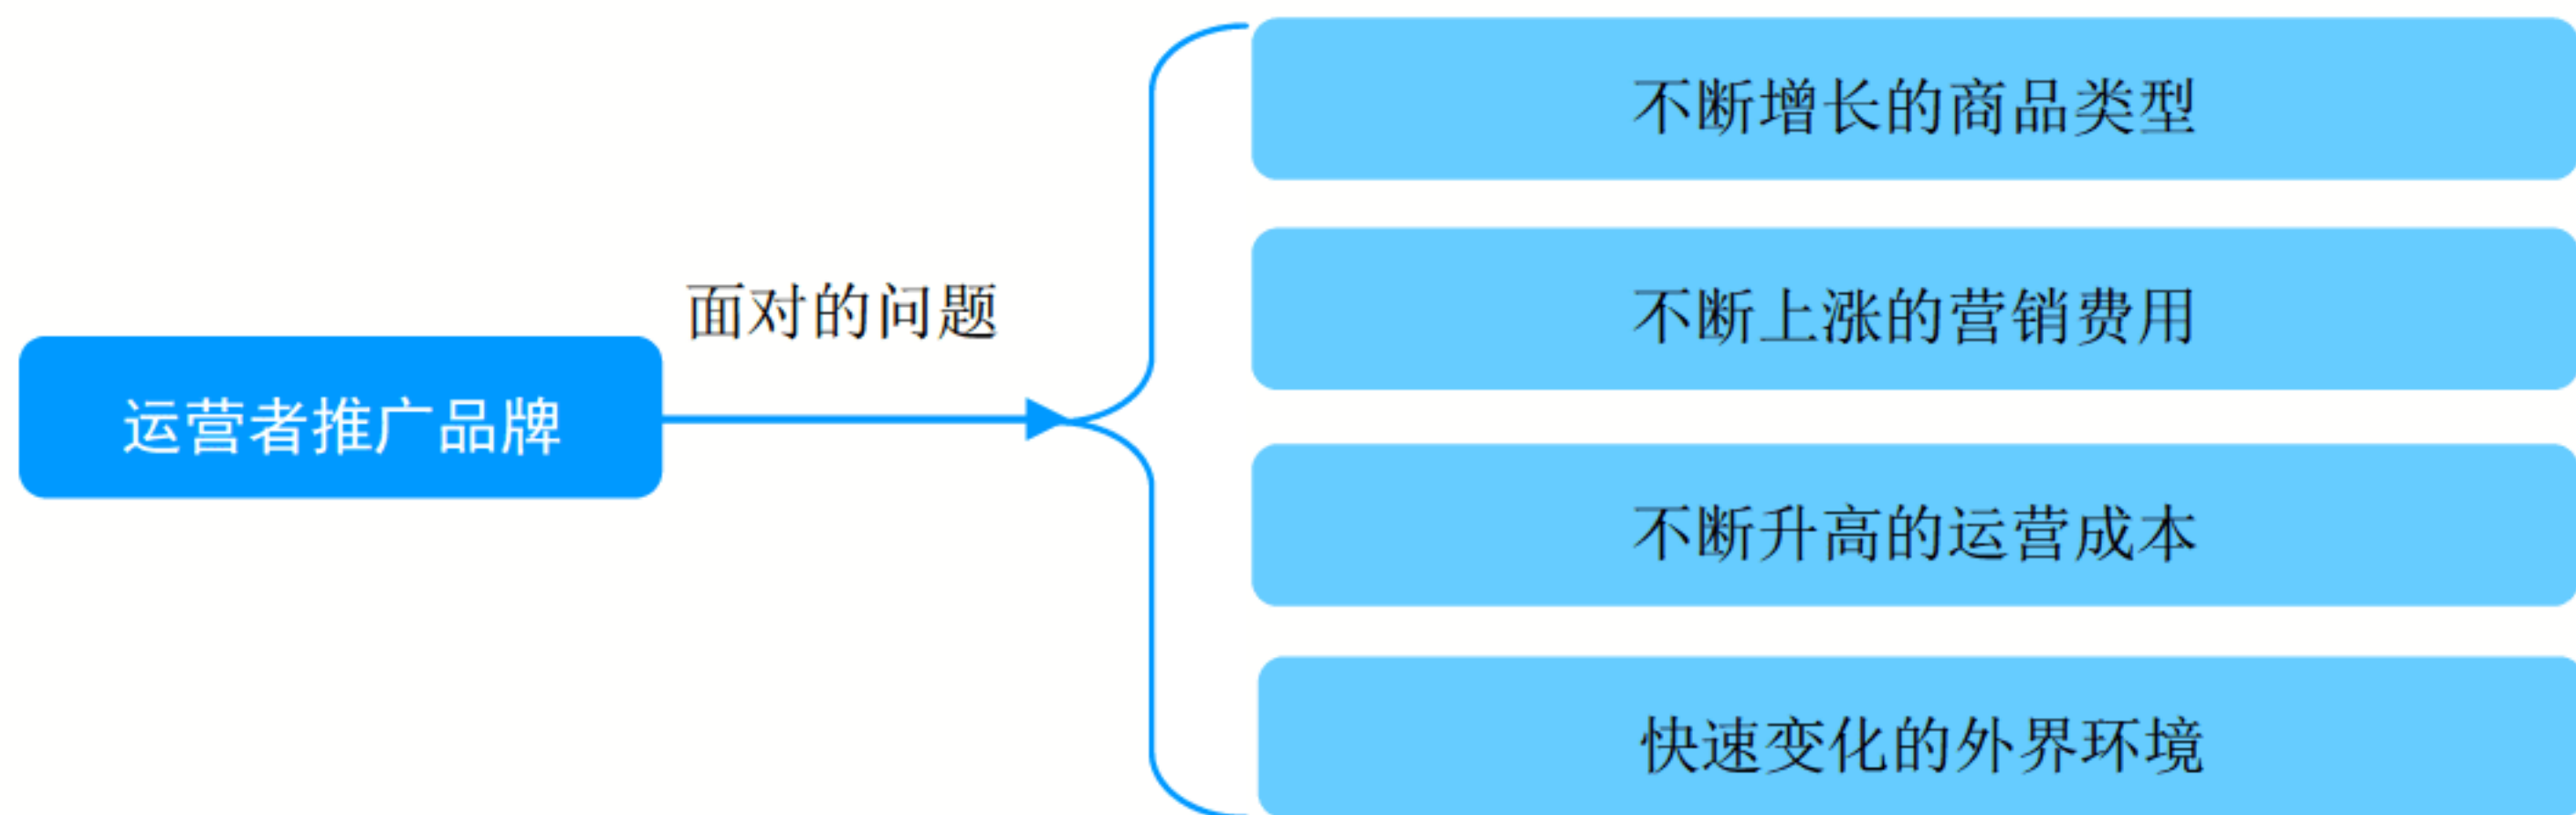 运营者推广品牌
面对的问题
不断增长的商品类型
不断上涨的营销费用
不断升高的运营成本
快速变化的外界环境